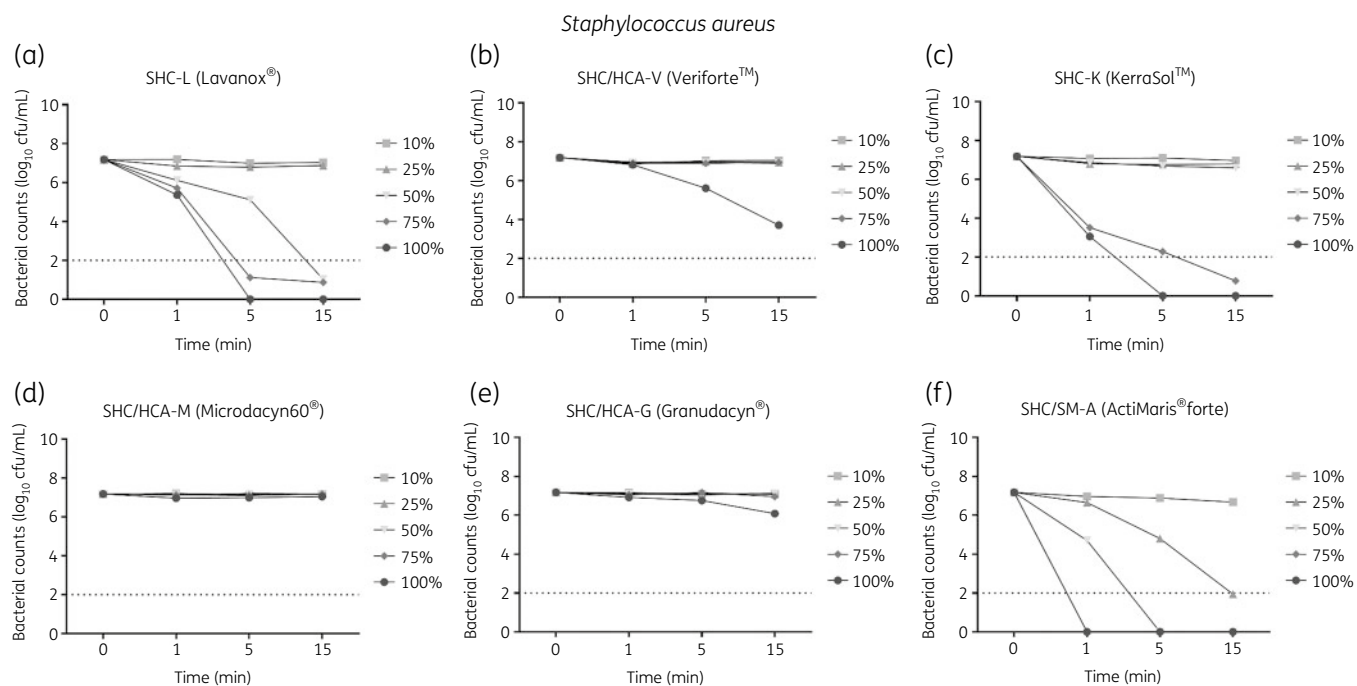 Staphylococcus aureus
(a)
SHC-L (Lavanox®)
Bacterial counts (log10 cfu/mL)
10
8
6
4
2
0
0 1 5 15
Time (min)
10%
25%
50%
75%
100%
(b)
SHC/HCA-V (Veriforte™)
Bacterial counts (log10 cfu/mL)
10
8
6
4
2
0
0 1 5 15
Time (min)
10%
25%
50%
75%
100%
(c)
SHC-K (KerraSol™)
Bacterial counts (log10 cfu/mL)
10
8
6
4
2
0
0 1 5 15
Time (min)
10%
25%
50%
75%
100%
(d)
SHC/HCA-M (Microdacyn60®)
Bacterial counts (log10 cfu/mL)
10
8
6
4
2
0
0 1 5 15
Time (min)
10%
25%
50%
75%
100%
(e)
SHC/HCA-G (Granudacyn®)
Bacterial counts (log10 cfu/mL)
10
8
6
4
2
0
0 1 5 15
Time (min)
10%
25%
50%
75%
100%
(f)
SHC/SM-A (ActiMaris®forte)
Bacterial counts (log10 cfu/mL)
10
8
6
4
2
0
0 1 5 15
Time (min)
10%
25%
50%
75%
100%